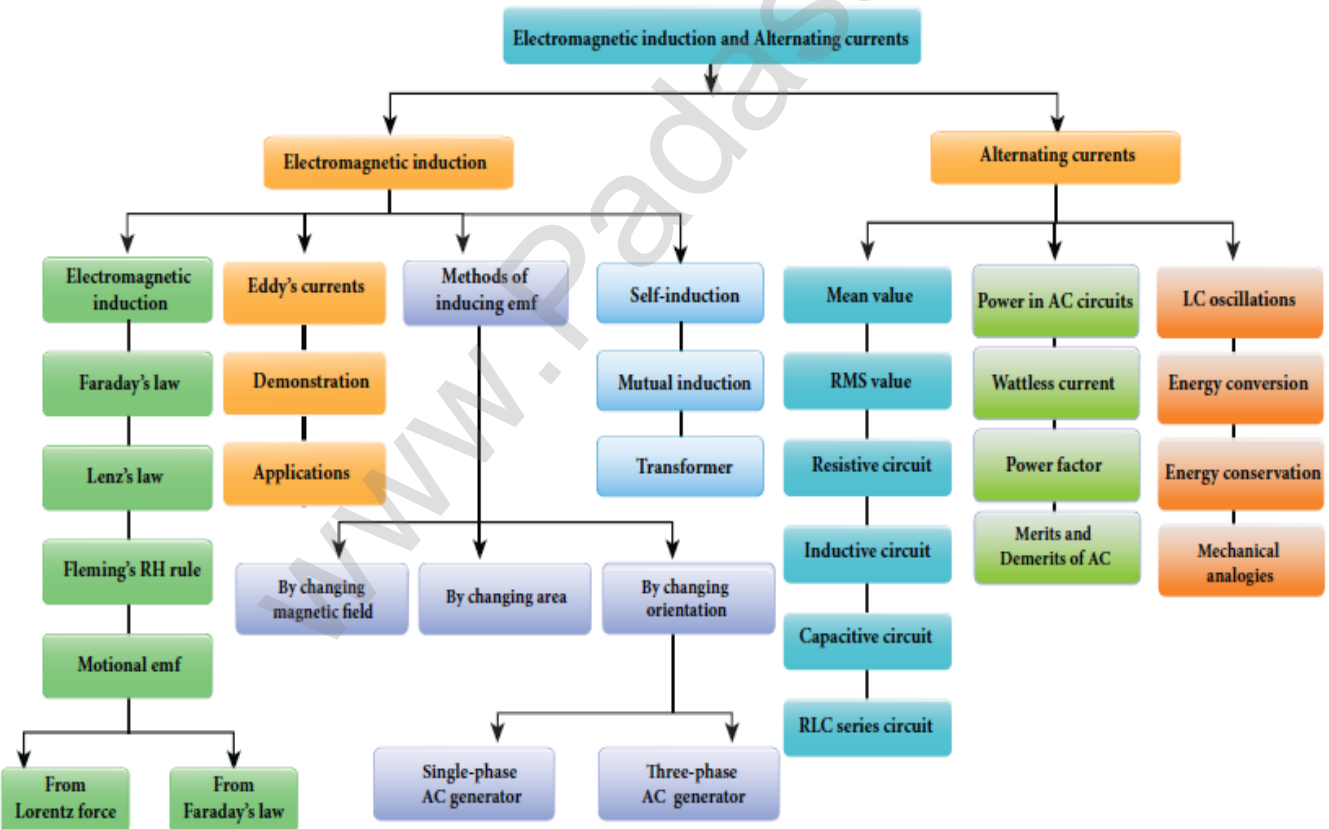 Electromagnetic induction and Alternating currents
Electromagnetic induction
Alternating currents
Electromagnetic
induction
Faraday's law
Lenz's law
Fleming's RH rule
Motional emf
From
Lorentz force
From
Faraday's law
Eddy's currents
Demonstration
Applications
Methods of
inducing emf
By changing
magnetic field
By changing area
By changing
orientation
Single-phase
AC generator
Three-phase
AC generator
Self-induction
Mutual induction
Transformer
Mean value
RMS value
Resistive circuit
Inductive circuit
Capacitive circuit
RLC series circuit
Power in AC circuits
Wattless current
Power factor
Merits and
Demerits of AC
LC oscillations
Energy conversion
Energy conservation
Mechanical
analogies
www.Padas